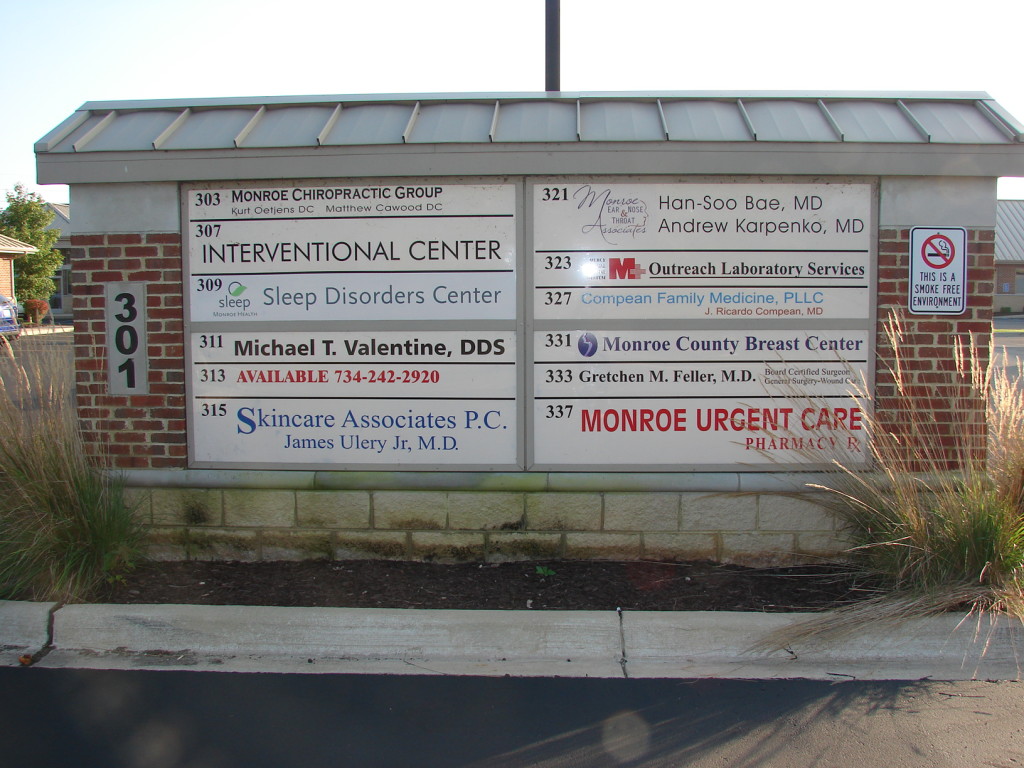 301
303 MONROE CHIROPRACTIC GROUP
Kurt Oetjens DC Matthew Cawood DC
307
INTERVENTIONAL CENTER
309 sleep Sleep Disorders Center
MONROE HEALTH
311 Michael T. Valentine, DDS
313 AVAILABLE 734-242-2920
315 Skincare Associates P.C.
James Ulery Jr, M.D.
321 Monroe
EAR NOSE
& THROAT
Associates
Han-Soo Bae, MD
Andrew Karpenko, MD
323 M Outreach Laboratory Services
327 Compean Family Medicine, PLLC
J. Ricardo Compean, MD
331 Monroe County Breast Center
333 Gretchen M. Feller, M.D. Board Certified Surgeon
General Surgery-Wound
337 MONROE URGENT CARE
PHARMACY
THIS IS A
SMOKE FREE
ENVIRONMENT